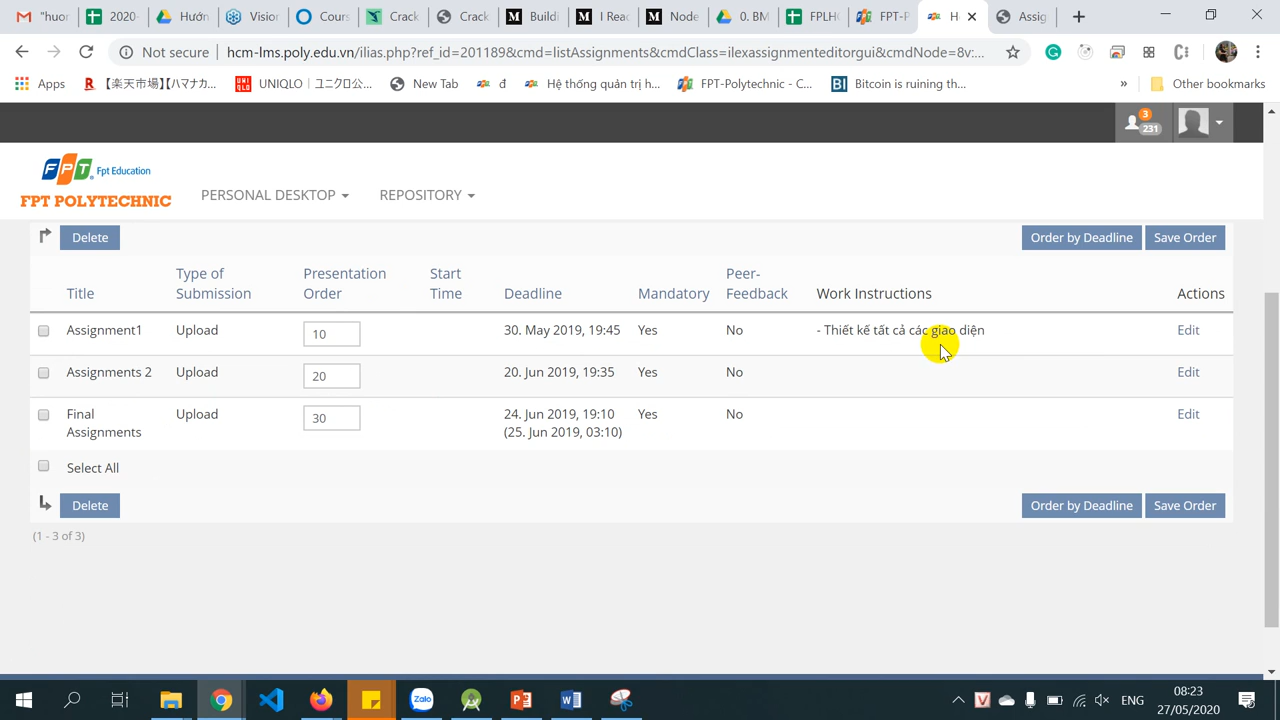 "huon
2020-
Hướn
Vision
Cours
Crack
Crack
Buildi
I Reac
Node
0. BM
FPLH
FPT-P
H
Assig
Not secure
hcm-lms.poly.edu.vn/ilias.php?ref_id=201189&cmd=listAssignments&cmdClass=ilexassignmenteditorgui&cmdNode=8v:...
Apps
【楽天市場】【ハマナカ...
UNIQLO｜ユニクロ公...
New Tab
đ
Hệ thống quản trị h...
FPT-Polytechnic - C...
Bitcoin is ruining th...
»
Other bookmarks
3
231
FPT Fpt Education
FPT POLYTECHNIC
PERSONAL DESKTOP
REPOSITORY
Delete
Order by Deadline
Save Order
Title
Type of Submission
Presentation Order
Start Time
Deadline
Mandatory
Peer-Feedback
Work Instructions
Actions
Assignment1 Upload 10 30. May 2019, 19:45 Yes No - Thiết kế tất cả các giao diện Edit
Assignments 2 Upload 20 20. Jun 2019, 19:35 Yes No Edit
Final Assignments Upload 30 24. Jun 2019, 19:10 (25. Jun 2019, 03:10) Yes No Edit
Select All
Delete
Order by Deadline
Save Order
(1 - 3 of 3)
Zalo
ENG
08:23
27/05/2020